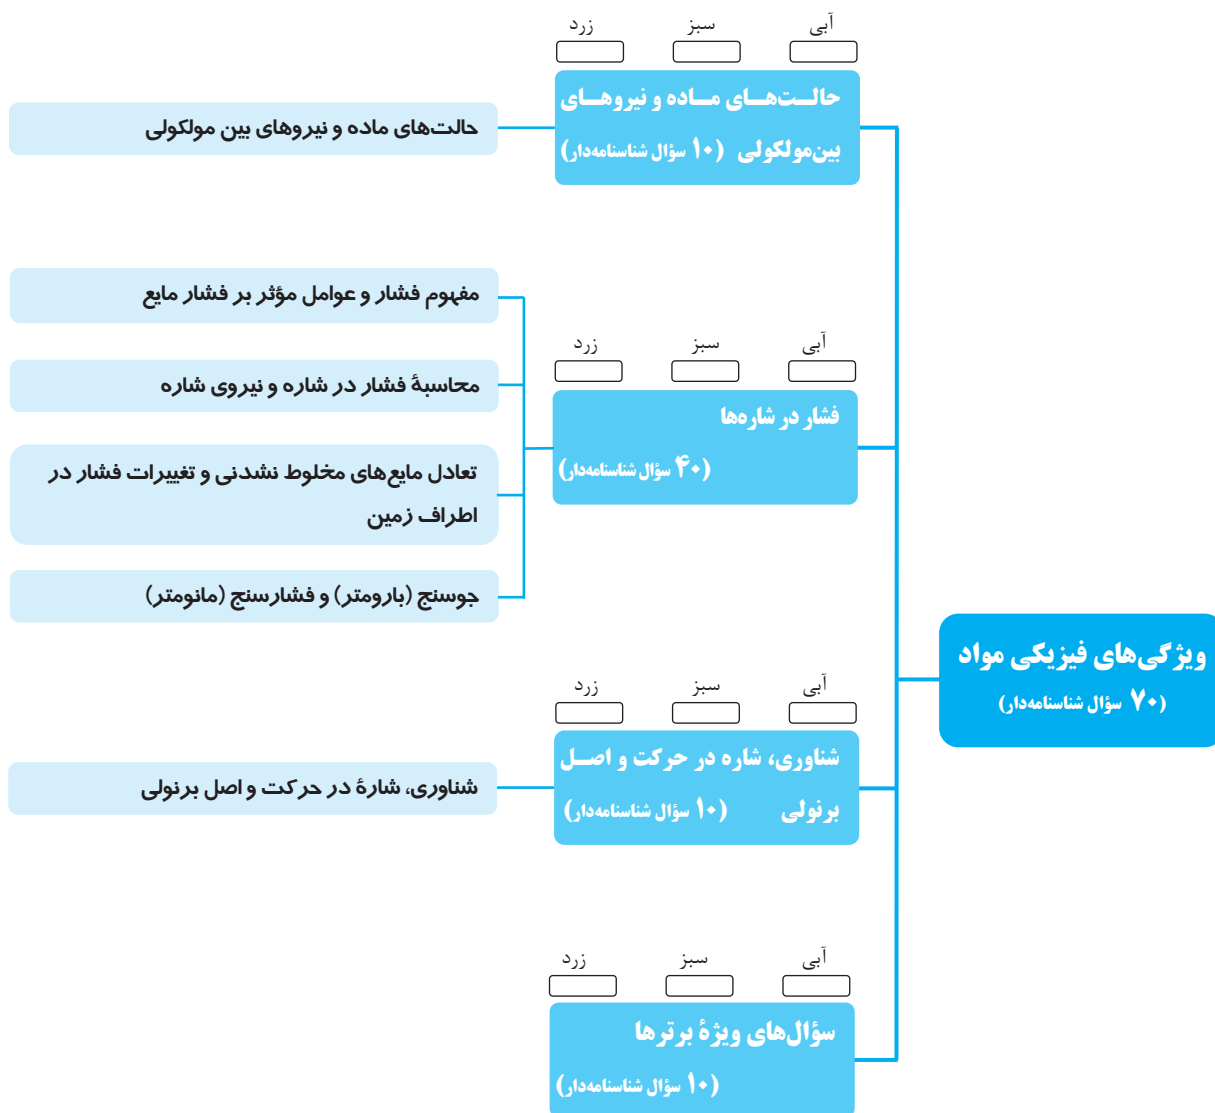 ویژگی‌های فیزیکی مواد
(۷۰ سؤال شناسنامه‌دار)
آبی سبز زرد
حالت‌های ماده و نیروهای
بین‌مولکولی (۱۰ سؤال شناسنامه‌دار)
حالت‌های ماده و نیروهای بین مولکولی
آبی سبز زرد
فشار در شاره‌ها
(۴۰ سؤال شناسنامه‌دار)
مفهوم فشار و عوامل مؤثر بر فشار مایع
محاسبهٔ فشار در شاره و نیروی شاره
تعادل مایع‌های مخلوط نشدنی و تغییرات فشار در
اطراف زمین
جوسنج (بارومتر) و فشارسنج (مانومتر)
آبی سبز زرد
شناوری، شاره در حرکت و اصل
برنولی (۱۰ سؤال شناسنامه‌دار)
شناوری، شارهٔ در حرکت و اصل برنولی
آبی سبز زرد
سؤال‌های ویژهٔ برترها
(۱۰ سؤال شناسنامه‌دار)